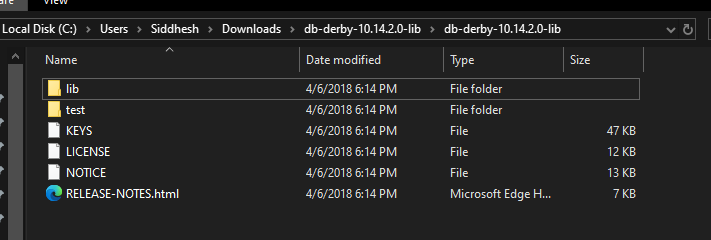 View
Local Disk (C:) > Users > Siddhesh > Downloads > db-derby-10.14.2.0-lib > db-derby-10.14.2.0-lib
Name Date modified Type Size
lib 4/6/2018 6:14 PM File folder
test 4/6/2018 6:14 PM File folder
KEYS 4/6/2018 6:14 PM File 47 KB
LICENSE 4/6/2018 6:14 PM File 12 KB
NOTICE 4/6/2018 6:14 PM File 13 KB
RELEASE-NOTES.html 4/6/2018 6:14 PM Microsoft Edge H... 7 KB